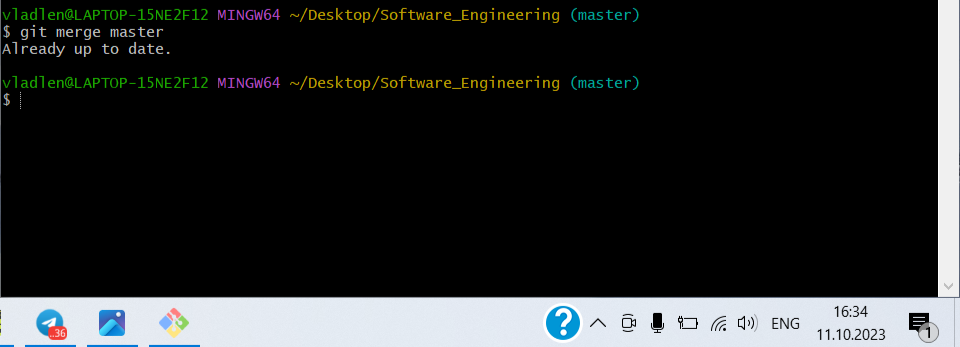 vladlen@LAPTOP-15NE2F12 MINGW64 ~/Desktop/Software_Engineering (master)
$ git merge master
Already up to date.
vladlen@LAPTOP-15NE2F12 MINGW64 ~/Desktop/Software_Engineering (master)
$
..36
?
ENG
16:34
11.10.2023
1